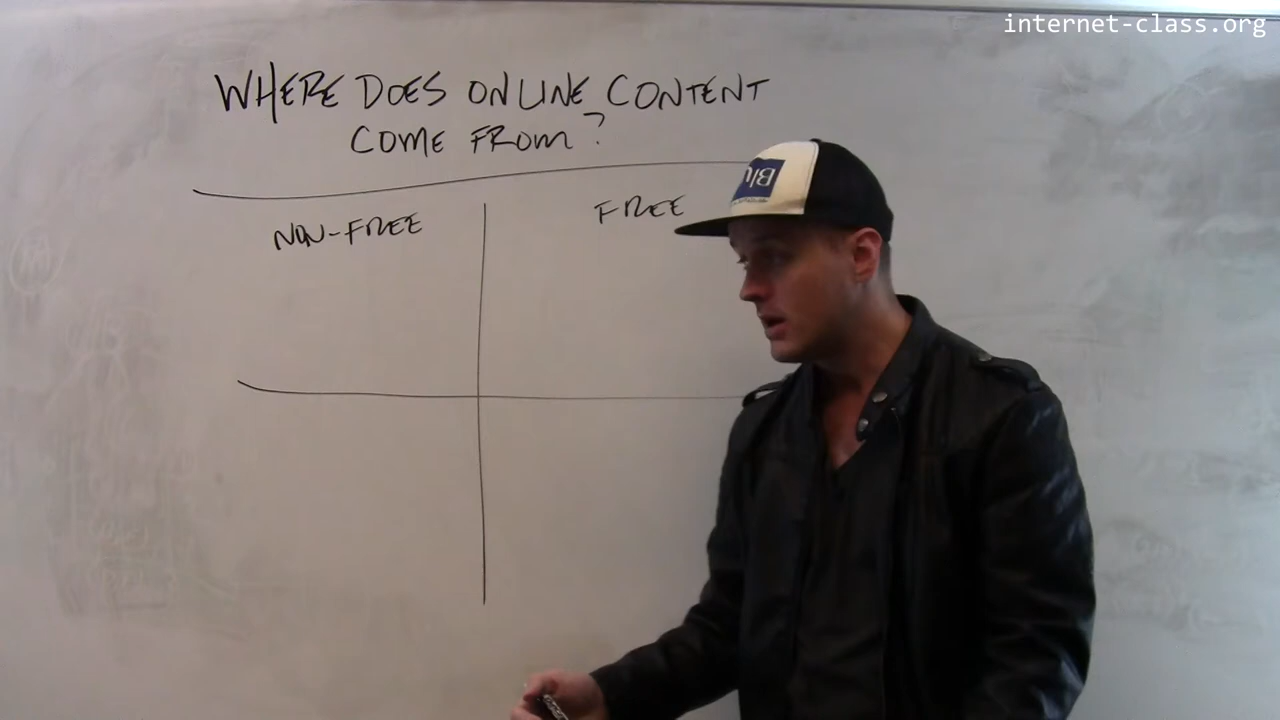 internet-class.org
WHERE DOES ONLINE CONTENT
COME FROM?
NON-FREE
FREE